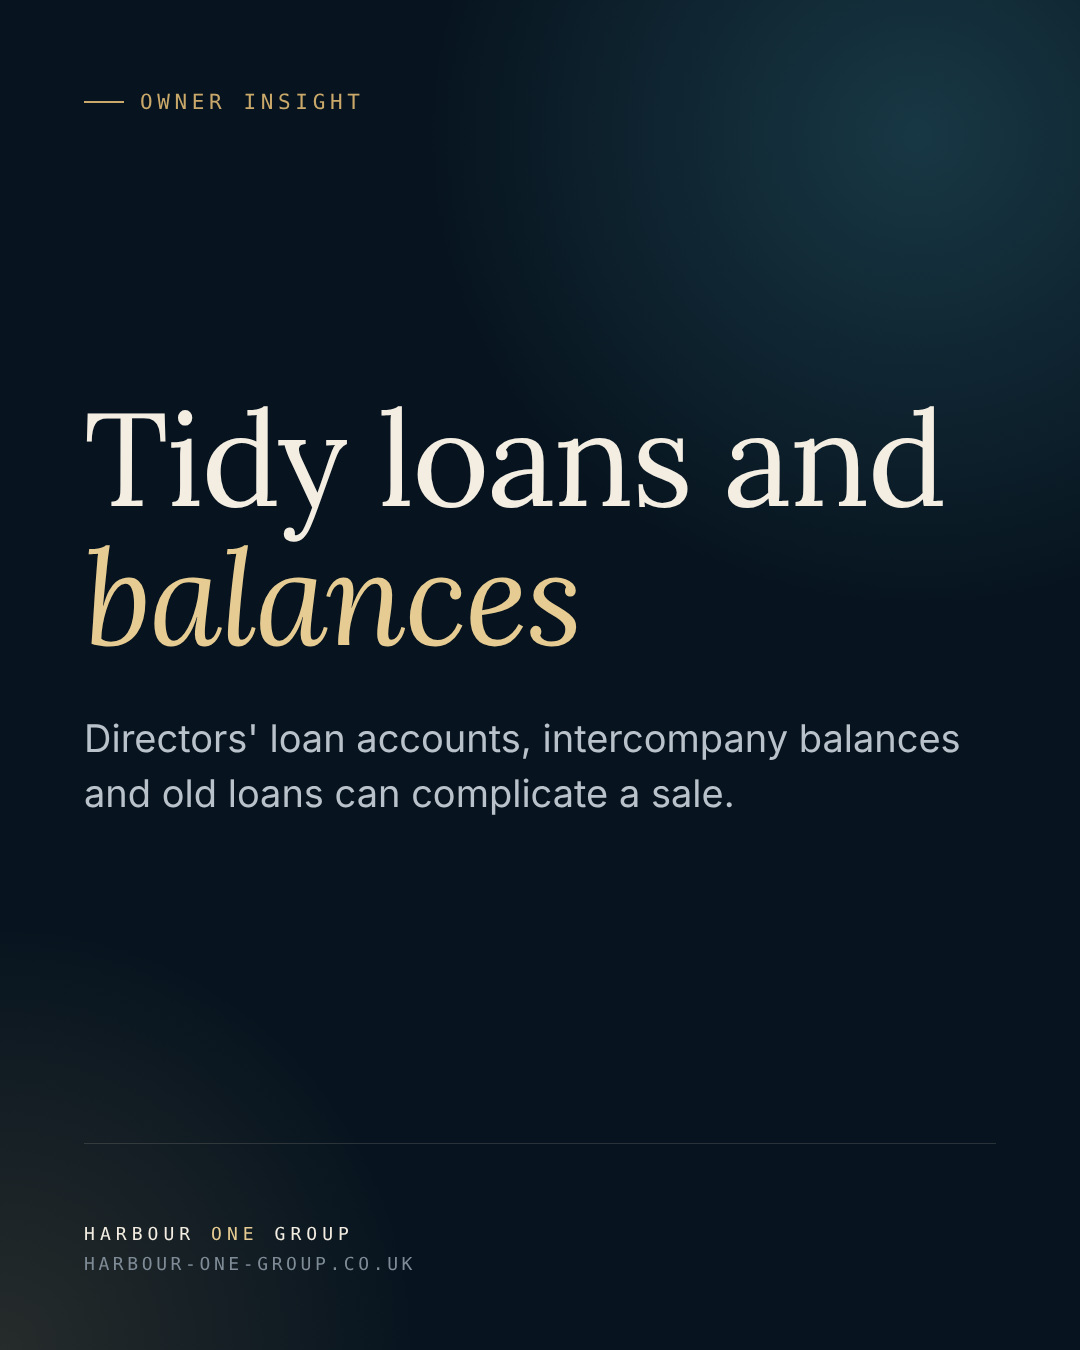 OWNER INSIGHT
Tidy loans and
balances
Directors' loan accounts, intercompany balances
and old loans can complicate a sale.
HARBOUR ONE GROUP
HARBOUR-ONE-GROUP.CO.UK